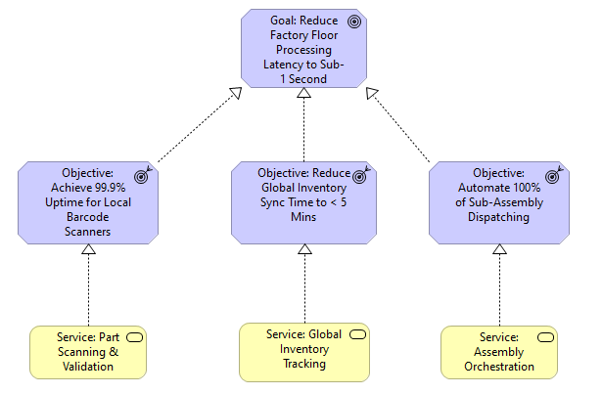 Goal: Reduce
Factory Floor
Processing
Latency to Sub-
1 Second
Objective:
Achieve 99.9%
Uptime for Local
Barcode
Scanners
Objective: Reduce
Global Inventory
Sync Time to < 5
Mins
Objective:
Automate 100%
of Sub-Assembly
Dispatching
Service: Part
Scanning &
Validation
Service: Global
Inventory
Tracking
Service:
Assembly
Orchestration